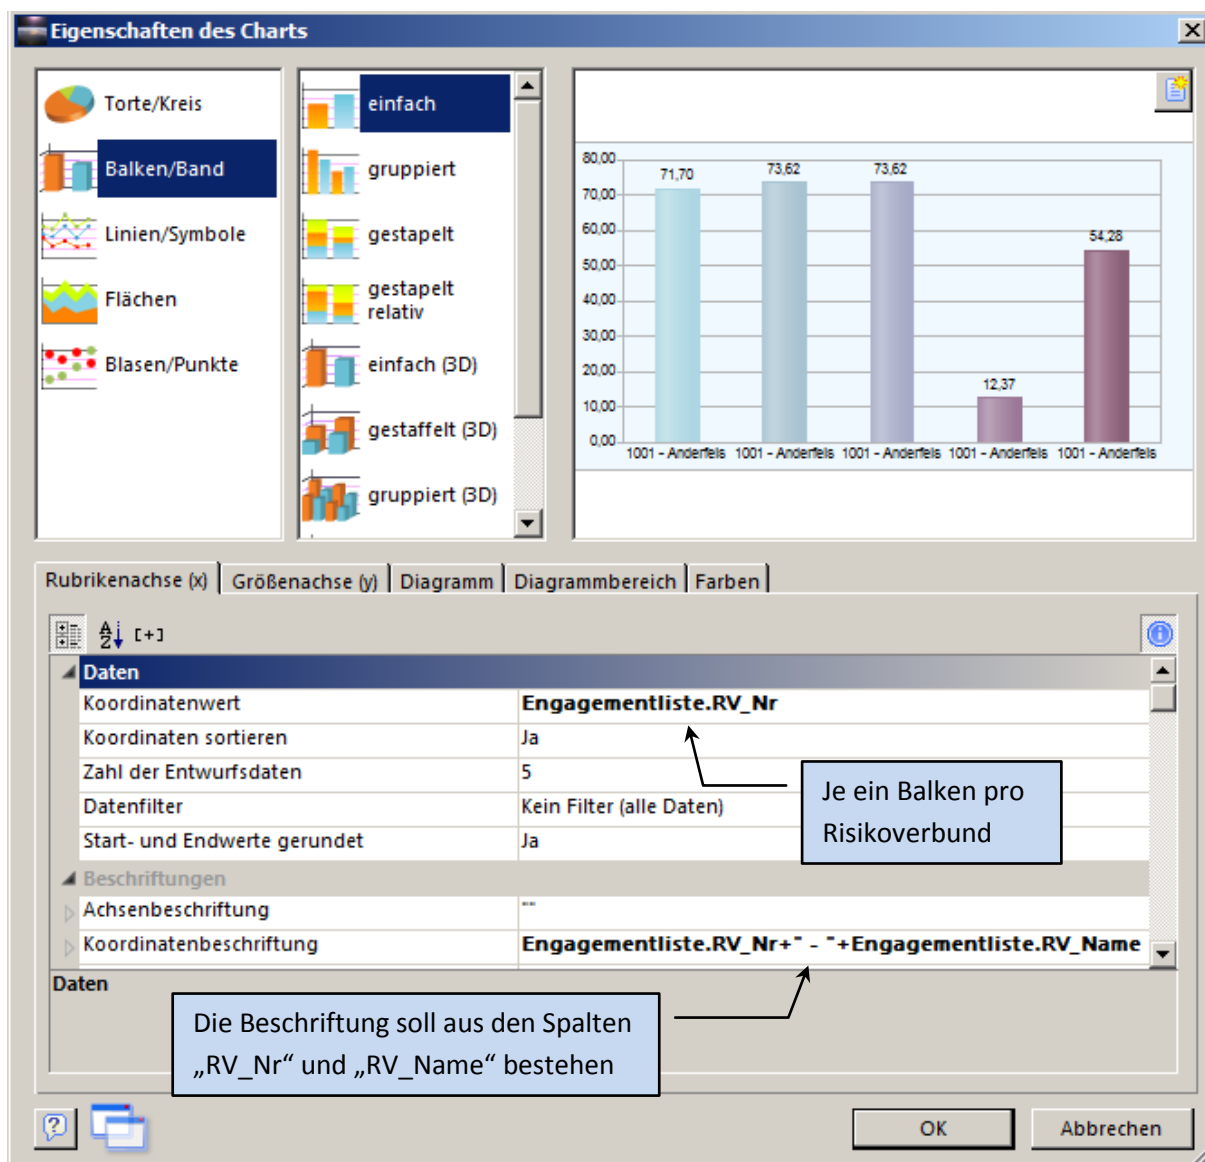 Eigenschaften des Charts
Torte/Kreis
Balken/Band
Linien/Symbole
Flächen
Blasen/Punkte
einfach
gruppiert
gestapelt
gestapelt
relativ
einfach (3D)
gestaffelt (3D)
gruppiert (3D)
80,00
70,00
60,00
50,00
40,00
30,00
20,00
10,00
0,00
71,70
73,62
73,62
12,37
54,28
1001 - Anderfels 1001 - Anderfels 1001 - Anderfels 1001 - Anderfels 1001 - Anderfels
Rubrikenachse (x) Größenachse (y) Diagramm Diagrammbereich Farben
A
Z
[+]
Daten
Koordinatenwert Engagementliste.RV_Nr
Koordinaten sortieren Ja
Zahl der Entwurfsdaten 5
Datenfilter Kein Filter (alle Daten)
Start- und Endwerte gerundet Ja
Je ein Balken pro
Risikoverbund
Beschriftungen
Achsenbeschriftung ""
Koordinatenbeschriftung Engagementliste.RV_Nr+" - "+Engagementliste.RV_Name
Daten
Die Beschriftung soll aus den Spalten
„RV_Nr“ und „RV_Name“ bestehen
OK Abbrechen